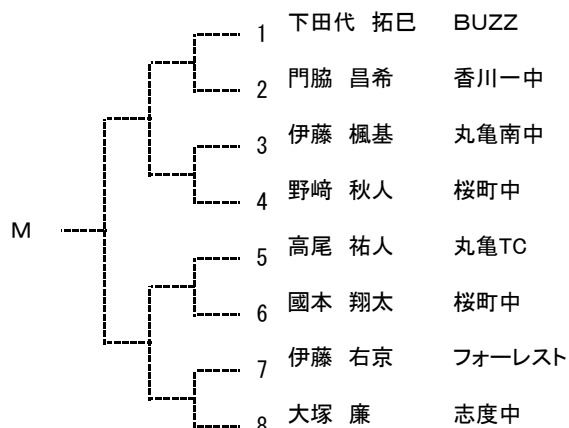 1 下田代 拓巳 BUZZ
2 門脇 昌希 香川一中
3 伊藤 楓基 丸亀南中
4 野﨑 秋人 桜町中
M
5 高尾 祐人 丸亀TC
6 國本 翔太 桜町中
7 伊藤 右京 フォーレスト
8 大塚 廉 志度中